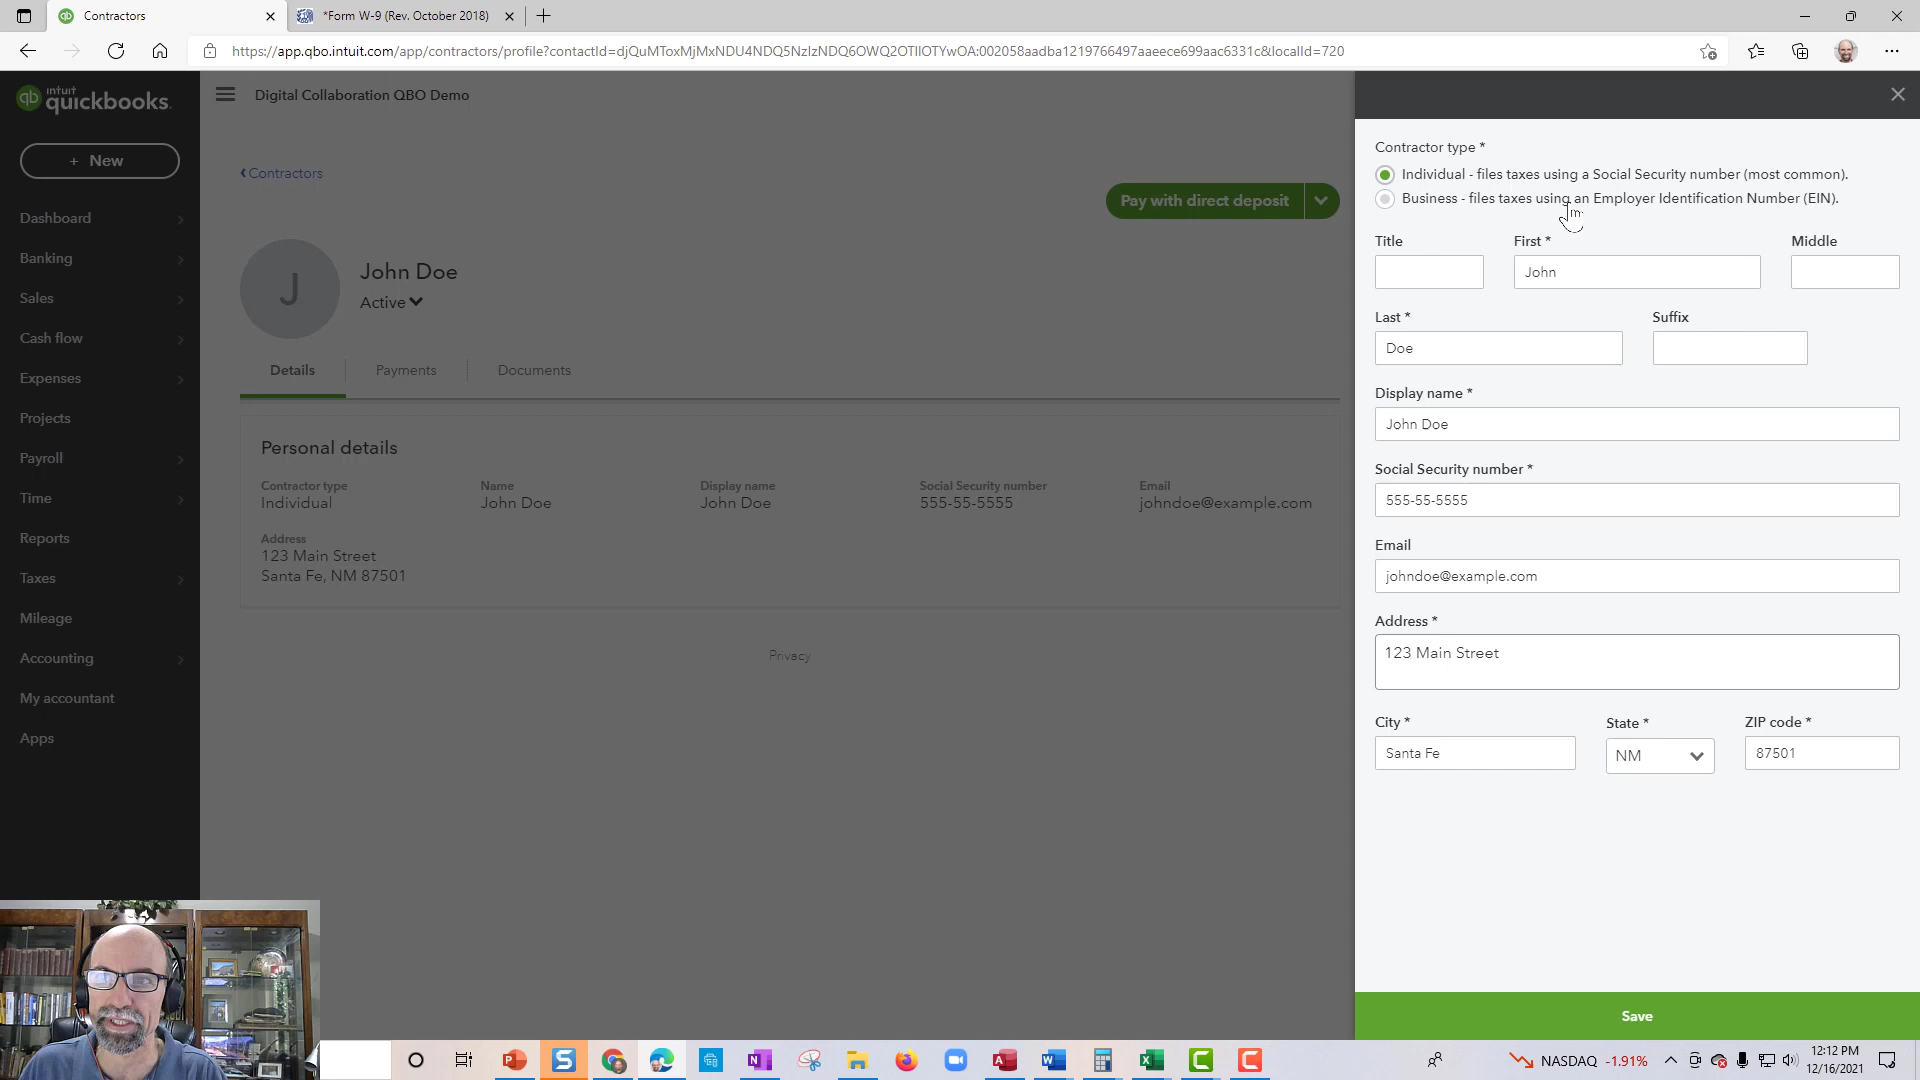 Contractors
*Form W-9 (Rev. October 2018)
https://app.qbo.intuit.com/app/contractors/profile?contactId=djQuMToxMjMxNDU4NDQ5NzIzNDQ6OWQ2OTllOTYwOA:002058aadba1219766497aaeece699aac6331c&localId=720
intuit
quickbooks.
Digital Collaboration QBO Demo
+ New
Dashboard
Banking
Sales
Cash flow
Expenses
Projects
Payroll
Time
Reports
Taxes
Mileage
Accounting
My accountant
Apps
Contractors
Pay with direct deposit
J
John Doe
Active
Details
Payments
Documents
Personal details
Contractor type
Individual
Name
John Doe
Display name
John Doe
Social Security number
555-55-5555
Email
johndoe@example.com
Address
123 Main Street
Santa Fe, NM 87501
Privacy
Contractor type *
Individual - files taxes using a Social Security number (most common).
Business - files taxes using an Employer Identification Number (EIN).
Title
First *
Middle
John
Last *
Suffix
Doe
Display name *
John Doe
Social Security number *
555-55-5555
Email
johndoe@example.com
Address *
123 Main Street
City *
State *
ZIP code *
Santa Fe
NM
87501
Save
NASDAQ -1.91%
12:12 PM
12/16/2021